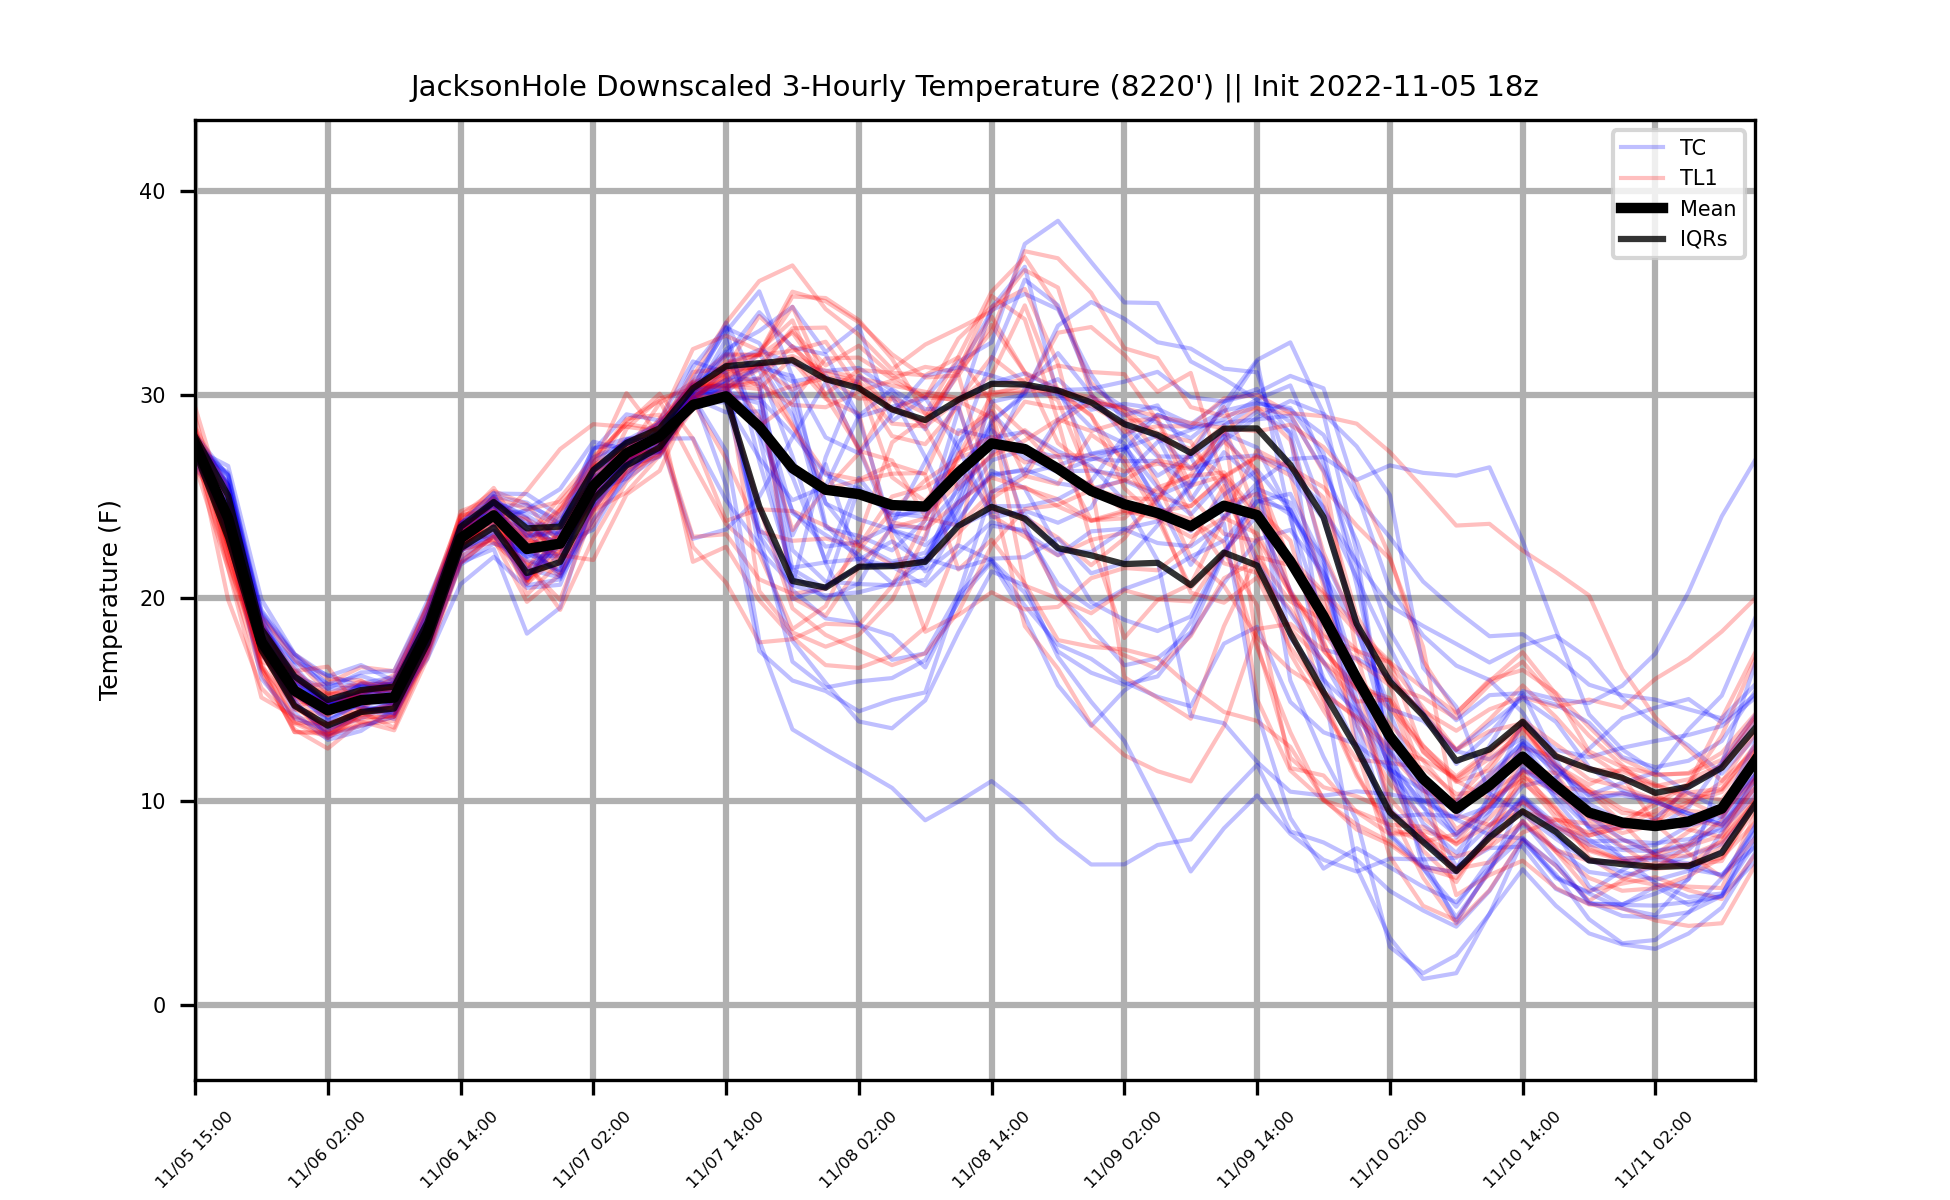 JacksonHole Downscaled 3-Hourly Temperature (8220') || Init 2022-11-05 18z
TC
TL1
Mean
IQRs
Temperature (F)
40
30
20
10
0
11/05 15:00
11/06 02:00
11/06 14:00
11/07 02:00
11/07 14:00
11/08 02:00
11/08 14:00
11/09 02:00
11/09 14:00
11/10 02:00
11/10 14:00
11/11 02:00